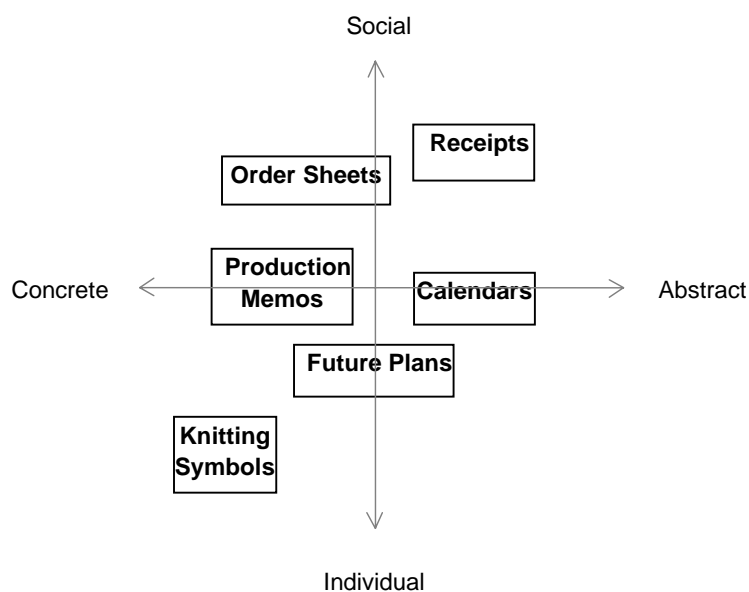 Social
Receipts
Order Sheets
Production
Memos
Concrete
Calendars
Abstract
Future Plans
Knitting
Symbols
Individual